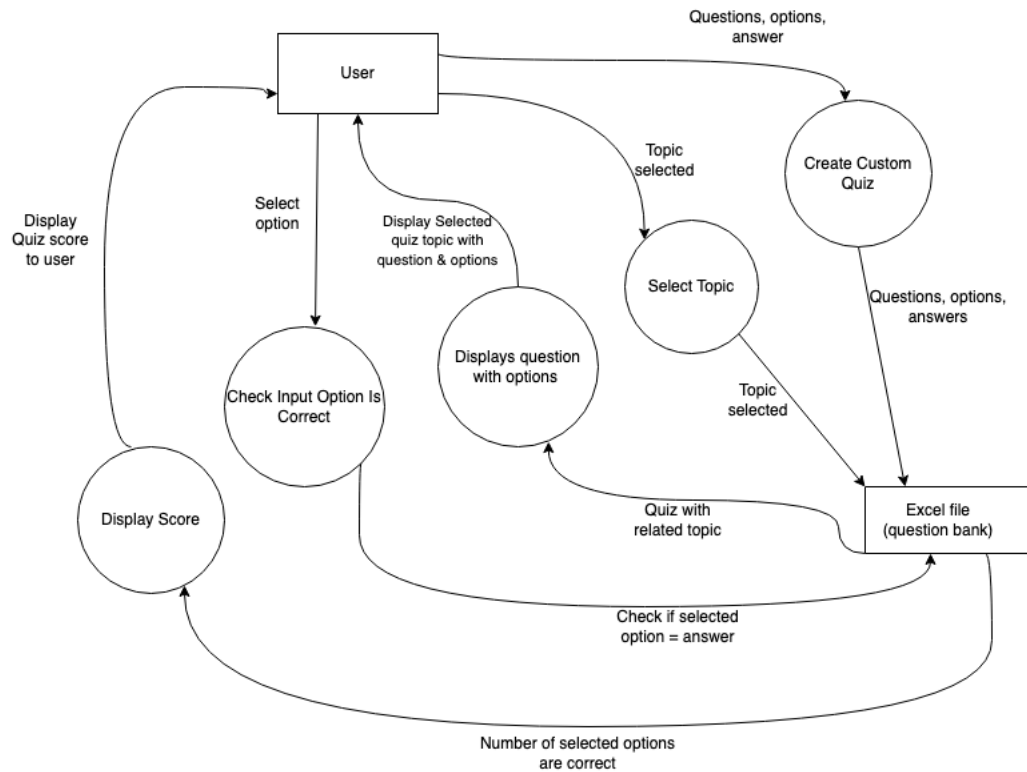 Questions, options,
answer
User
Topic
selected
Create Custom
Quiz
Select
option
Display
Quiz score
to user
Display Selected
quiz topic with
question & options
Select Topic
Questions, options,
answers
Displays question
with options
Check Input Option Is
Correct
Topic
selected
Display Score
Quiz with
related topic
Excel file
(question bank)
Check if selected
option = answer
Number of selected options
are correct